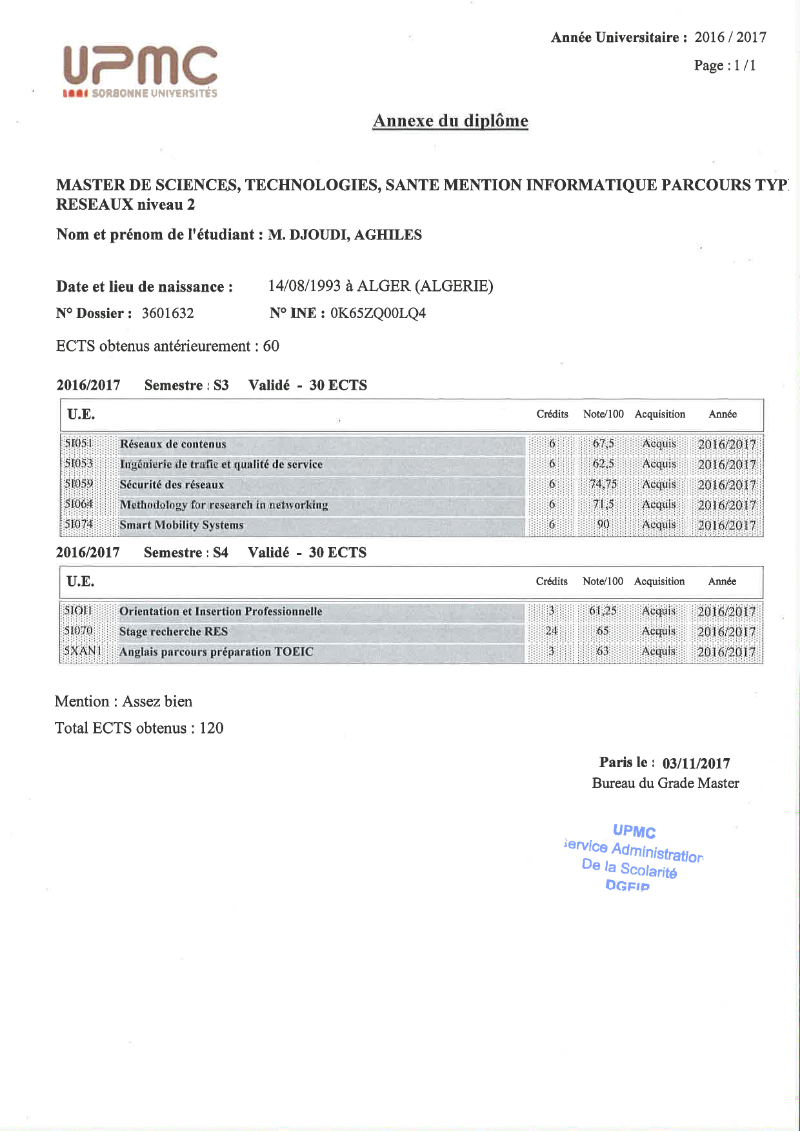 Année Universitaire : 2016 / 2017
UPMC
SORBONNE UNIVERSITÉS
Page : 1 /1
Annexe du diplôme
MASTER DE SCIENCES, TECHNOLOGIES, SANTE MENTION INFORMATIQUE PARCOURS TYP
RESEAUX niveau 2
Nom et prénom de l'étudiant : M. DJOUDI, AGHILES
Date et lieu de naissance : 14/08/1993 à ALGER (ALGERIE)
N° Dossier : 3601632 N° INE : 0K65ZQ00LQ4
ECTS obtenus antérieurement : 60
2016/2017 Semestre : S3 Validé - 30 ECTS
U.E. Crédits Note/100 Acquisition Année
5I051 Réseaux de contenus 6 67,5 Acquis 2016/2017
5I053 Ingénierie de trafic et qualité de service 6 62,5 Acquis 2016/2017
5I059 Sécurité des réseaux 6 74,75 Acquis 2016/2017
5I064 Methodology for research in networking 6 71,5 Acquis 2016/2017
5I074 Smart Mobility Systems 6 90 Acquis 2016/2017
2016/2017 Semestre : S4 Validé - 30 ECTS
U.E. Crédits Note/100 Acquisition Année
5IOI1 Orientation et Insertion Professionnelle 3 61,25 Acquis 2016/2017
5I070 Stage recherche RES 24 65 Acquis 2016/2017
5XAN1 Anglais parcours préparation TOEIC 3 63 Acquis 2016/2017
Mention : Assez bien
Total ECTS obtenus : 120
Paris le : 03/11/2017
Bureau du Grade Master
UPMC
Service Administration
De la Scolarité
DGFIP